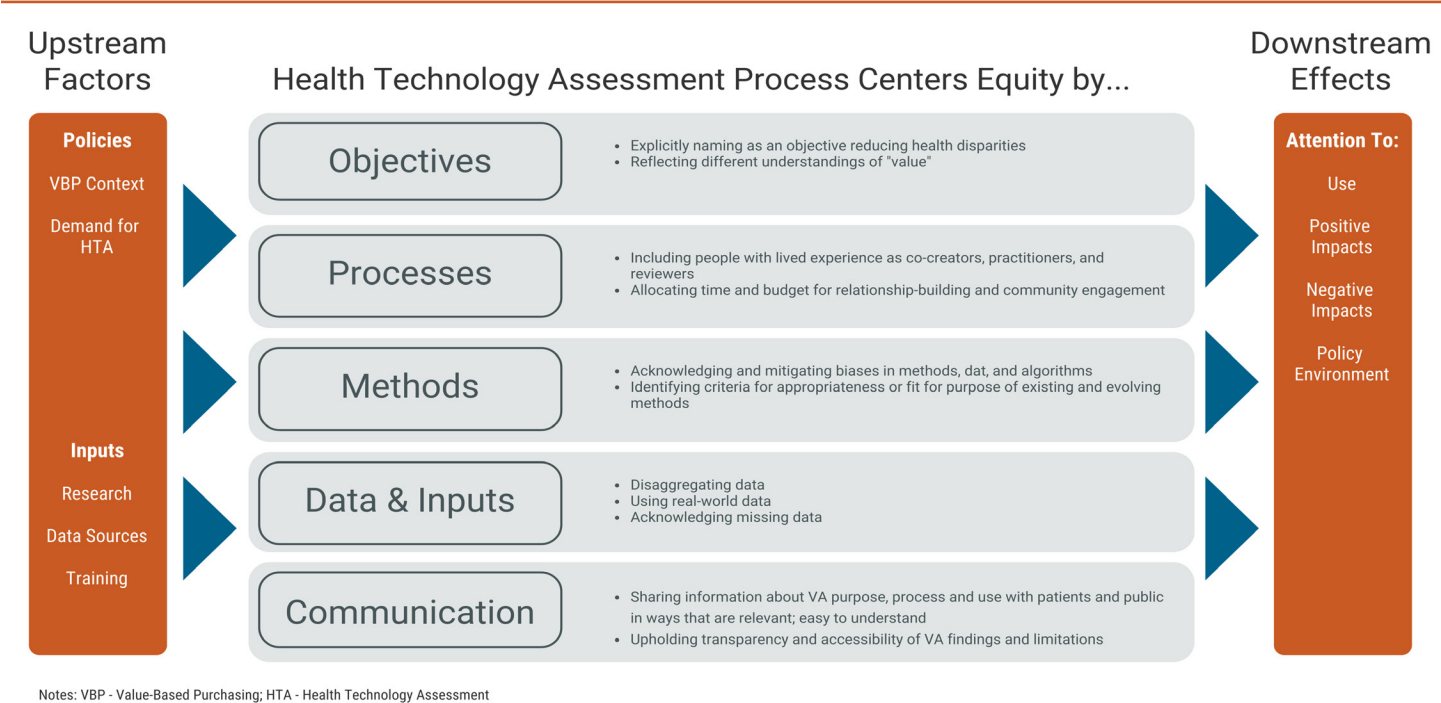 Upstream
Factors
Health Technology Assessment Process Centers Equity by...
Downstream
Effects
Policies
VBP Context
Demand for
HTA
Inputs
Research
Data Sources
Training
Objectives
• Explicitly naming as an objective reducing health disparities
• Reflecting different understandings of "value"
Processes
• Including people with lived experience as co-creators, practitioners, and
reviewers
• Allocating time and budget for relationship-building and community engagement
Methods
• Acknowledging and mitigating biases in methods, dat, and algorithms
• Identifying criteria for appropriateness or fit for purpose of existing and evolving
methods
Data & Inputs
• Disaggregating data
• Using real-world data
• Acknowledging missing data
Communication
• Sharing information about VA purpose, process and use with patients and public
in ways that are relevant; easy to understand
• Upholding transparency and accessibility of VA findings and limitations
Attention To:
Use
Positive
Impacts
Negative
Impacts
Policy
Environment
Notes: VBP - Value-Based Purchasing; HTA - Health Technology Assessment